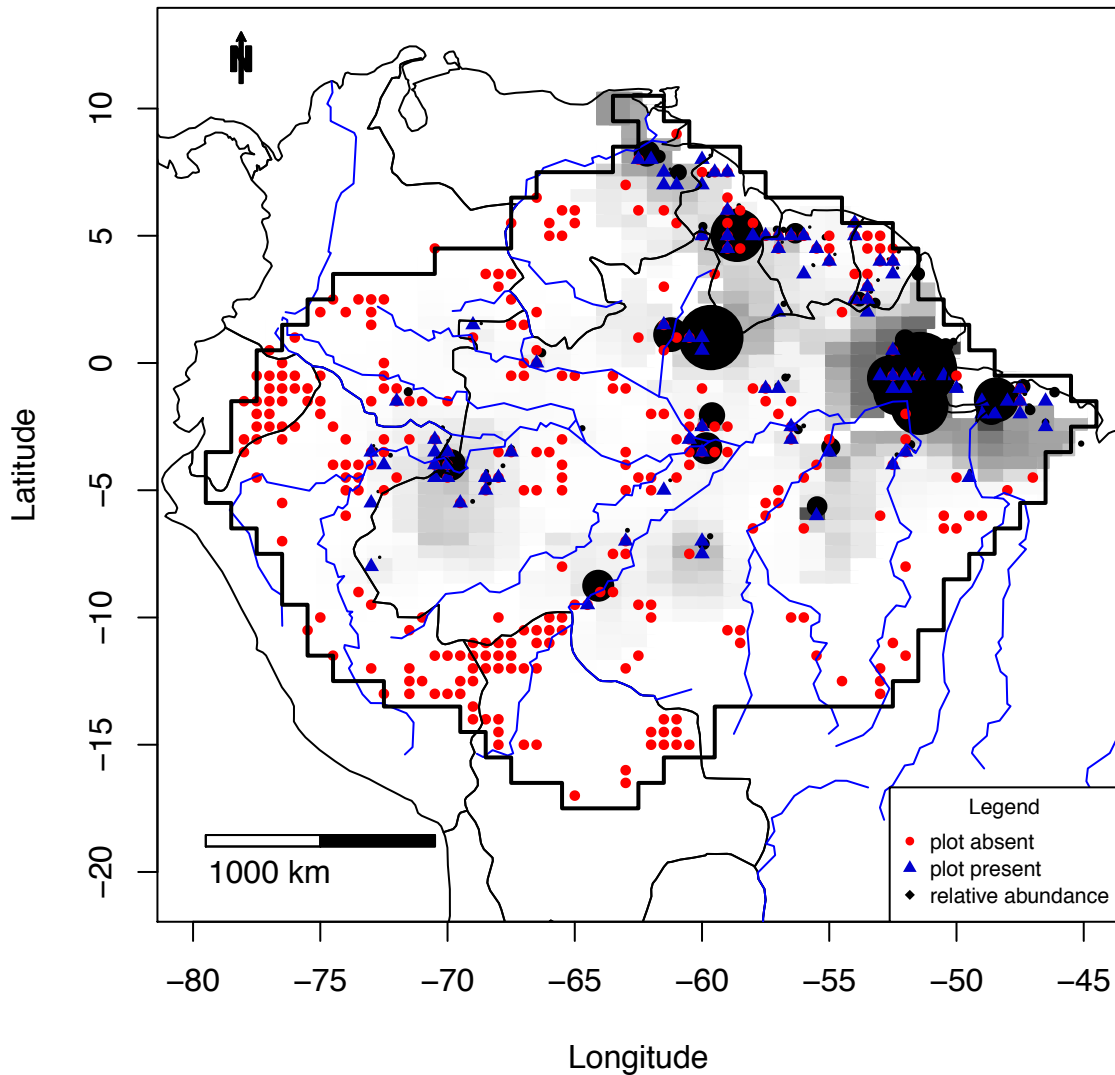 N
10
5
0
−5
−10
−15
−20
Latitude
1000 km
Legend
plot absent
plot present
relative abundance
−80
−75
−70
−65
−60
−55
−50
−45
Longitude